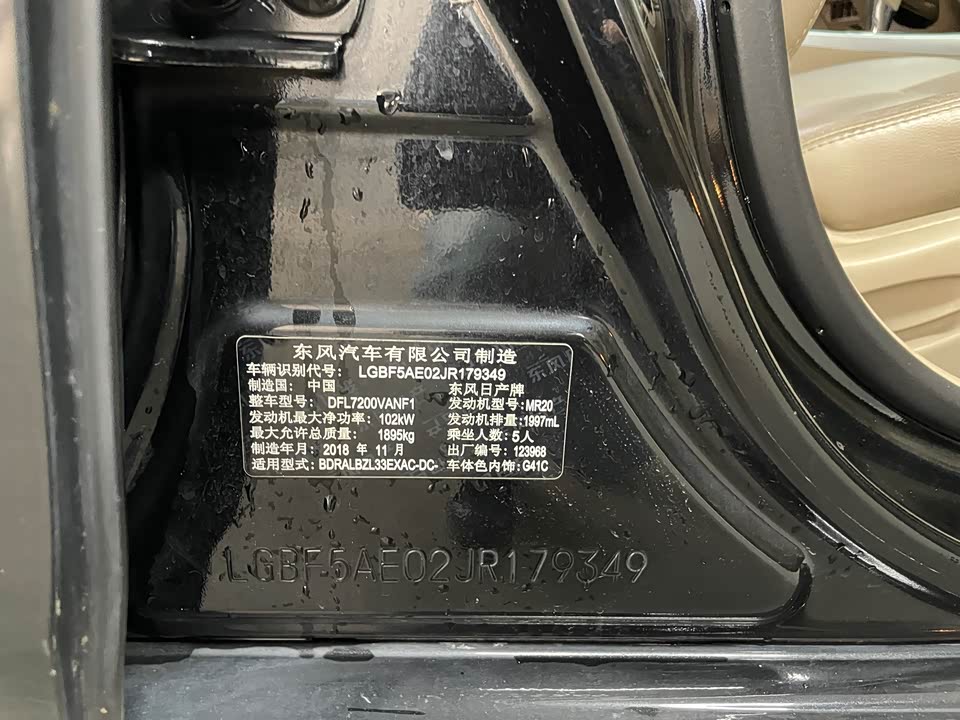 东风汽车有限公司制造
车辆识别代号： LGBF5AE02JR179349
制造国： 中国 东风日产牌
整车型号： DFL7200VANF1 发动机型号：MR20
发动机最大净功率： 102kW 发动机排量：1997mL
最大允许总质量： 1895kg 乘坐人数：5人
制造年月：2018 年 11 月 出厂编号：123968
适用型式：BDRALBZL33EXAC-DC- 车体色内饰：G41C
LGBF5AE02JR179349